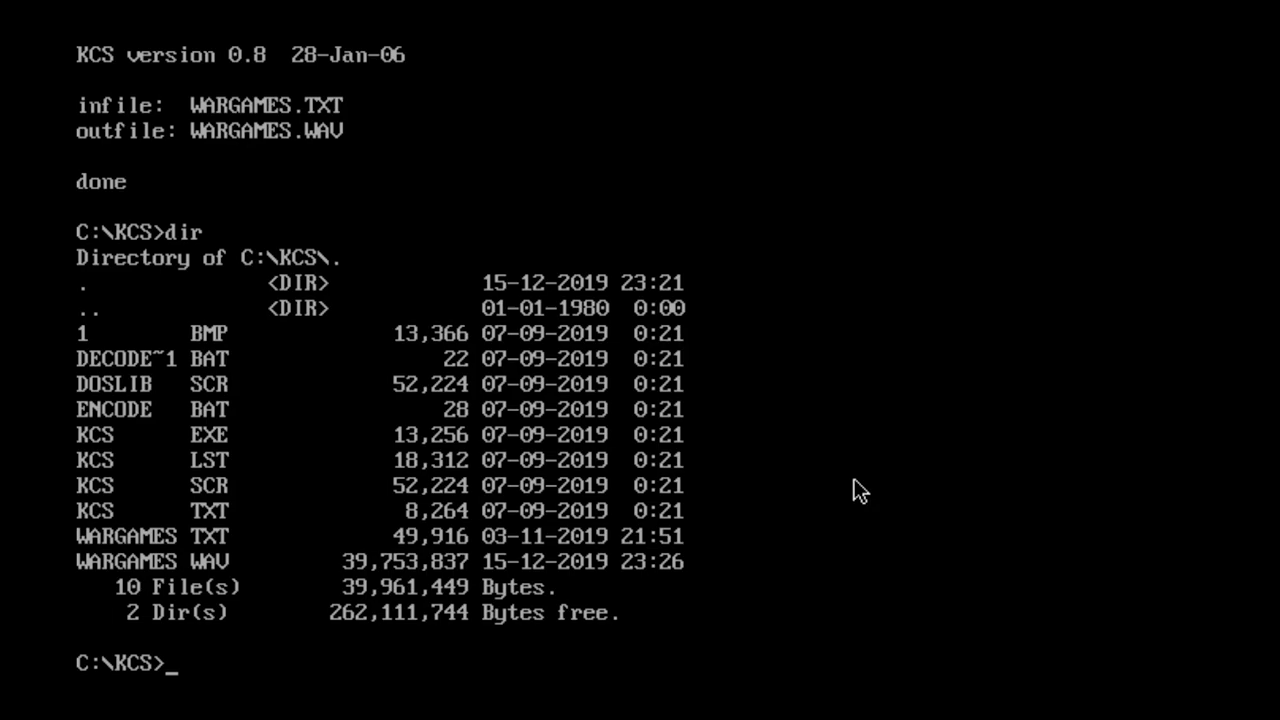 KCS version 0.8  28-Jan-06
infile:  WARGAMES.TXT
outfile: WARGAMES.WAV
done
C:\KCS>dir
Directory of C:\KCS\.
.              <DIR>            15-12-2019 23:21
..             <DIR>            01-01-1980  0:00
1        BMP             13,366 07-09-2019  0:21
DECODE~1 BAT                 22 07-09-2019  0:21
DOSLIB   SCR             52,224 07-09-2019  0:21
ENCODE   BAT                 28 07-09-2019  0:21
KCS      EXE             13,256 07-09-2019  0:21
KCS      LST             18,312 07-09-2019  0:21
KCS      SCR             52,224 07-09-2019  0:21
KCS      TXT              8,264 07-09-2019  0:21
WARGAMES TXT             49,916 03-11-2019 21:51
WARGAMES WAV         39,753,837 15-12-2019 23:26
   10 File(s)        39,961,449 Bytes.
    2 Dir(s)        262,111,744 Bytes free.
C:\KCS>_